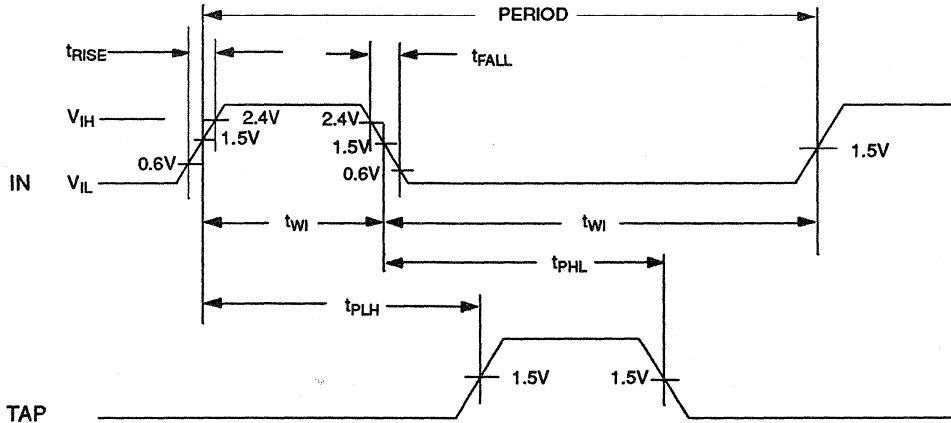 PERIOD
tRISE
tFALL
VIH
2.4V
2.4V
1.5V
1.5V
1.5V
0.6V
0.6V
IN
VIL
tWI
tWI
tPHL
tPLH
1.5V
1.5V
TAP